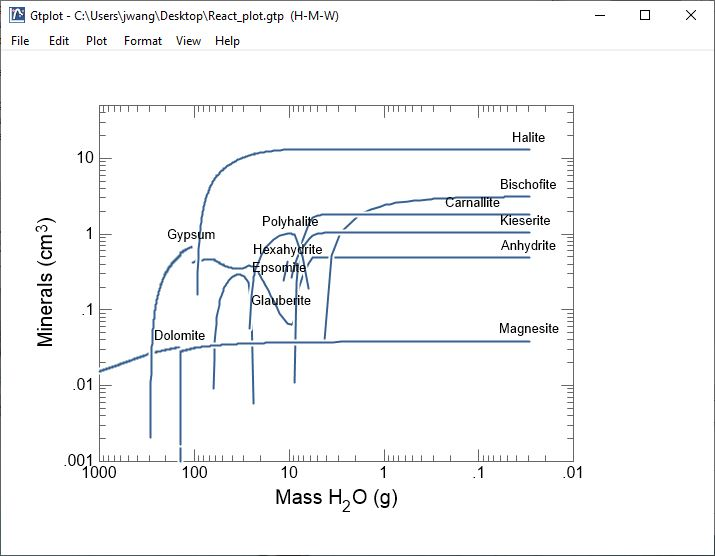 Gtplot - C:\Users\jwang\Desktop\React_plot.gtp (H-M-W)
File Edit Plot Format View Help
Halite
10
Bischofite
Carnallite
Polyhalite
Kieserite
Gypsum
1
Hexahydrite
Anhydrite
Epsomite
Glauberite
.1
Minerals (cm3)
Dolomite
Magnesite
.01
.001
1000 100 10 1 .1 .01
Mass H2O (g)